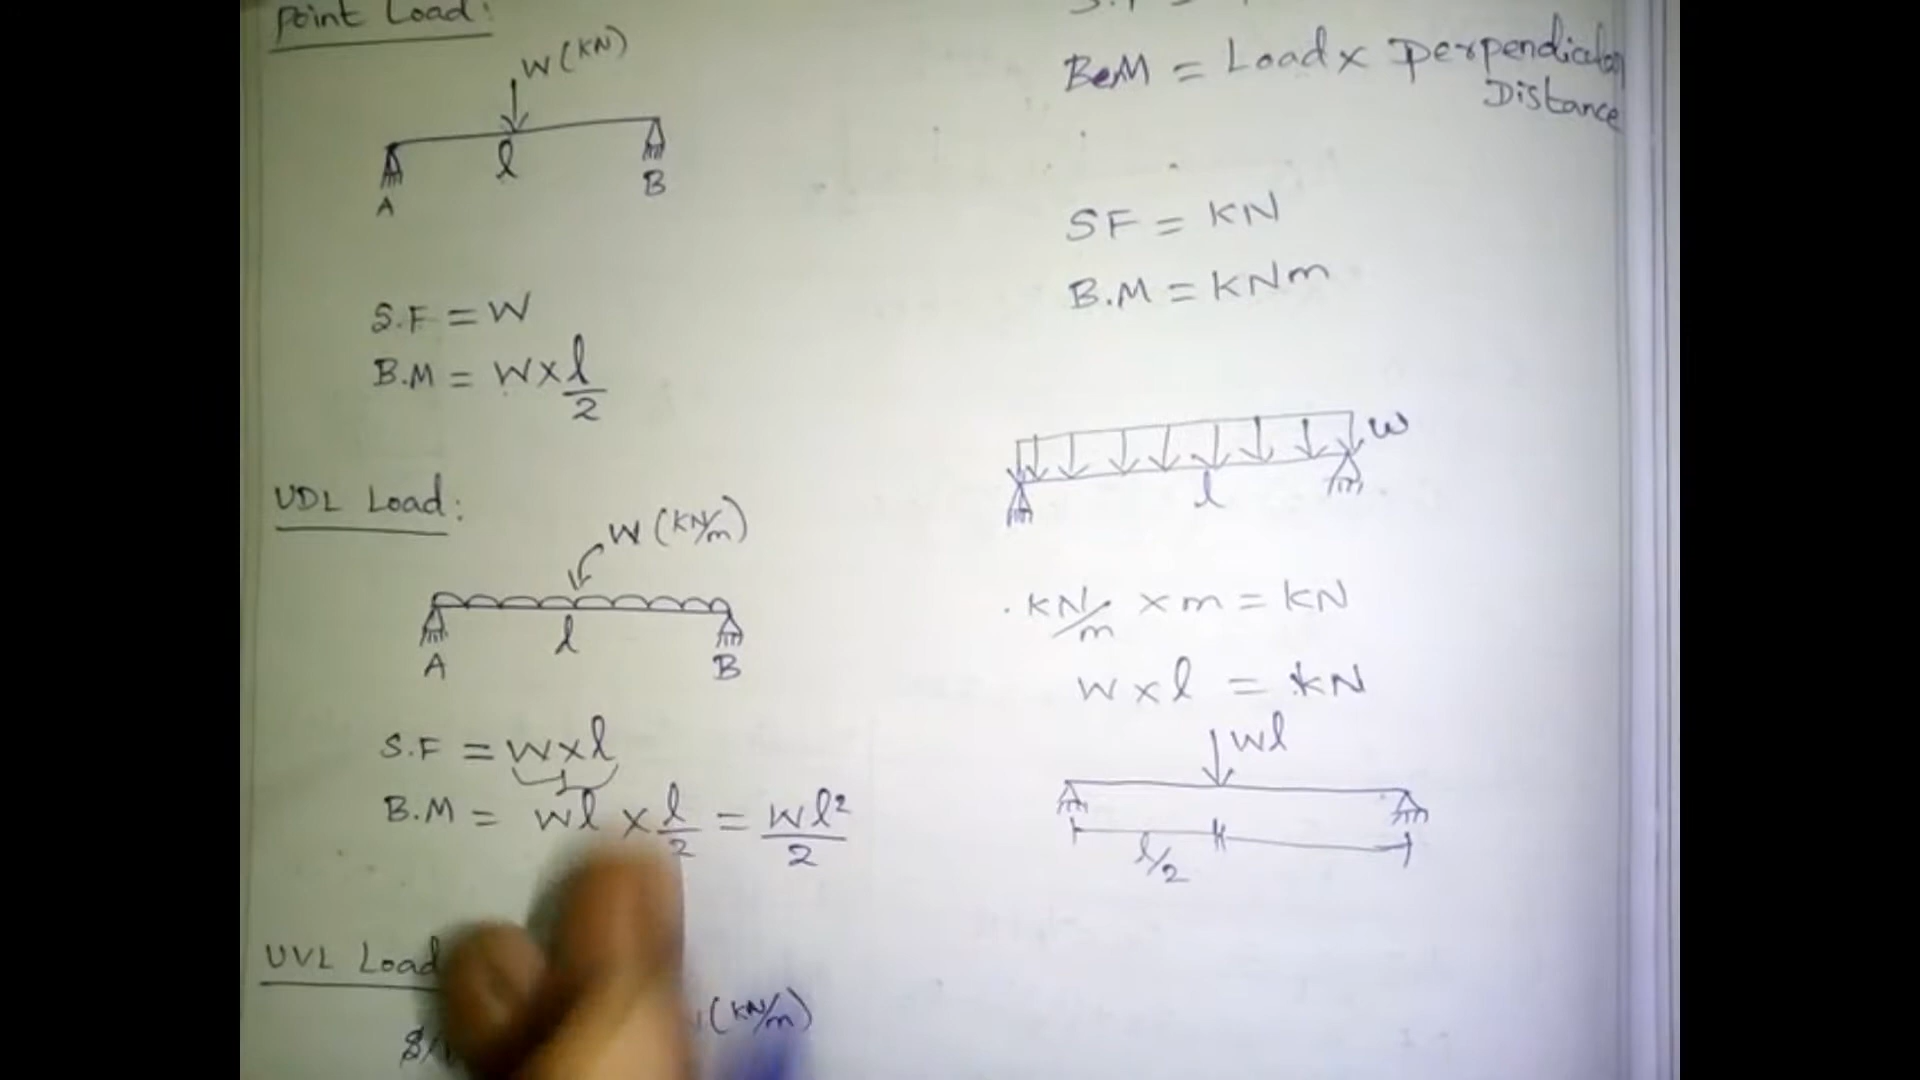 Point Load:
W (KN)
l
A
B
S.F = W
B.M = W x l/2
UDL Load:
W (KN/m)
l
A
B
S.F = W x l
B.M = wl x l/2 = wl²/2
UVL Load
(KN/m)
BeM = Load x perpendicular
Distance
SF = KN
B.M = KNm
w
l
KN/m x m = KN
W x l = KN
Wl
l/2